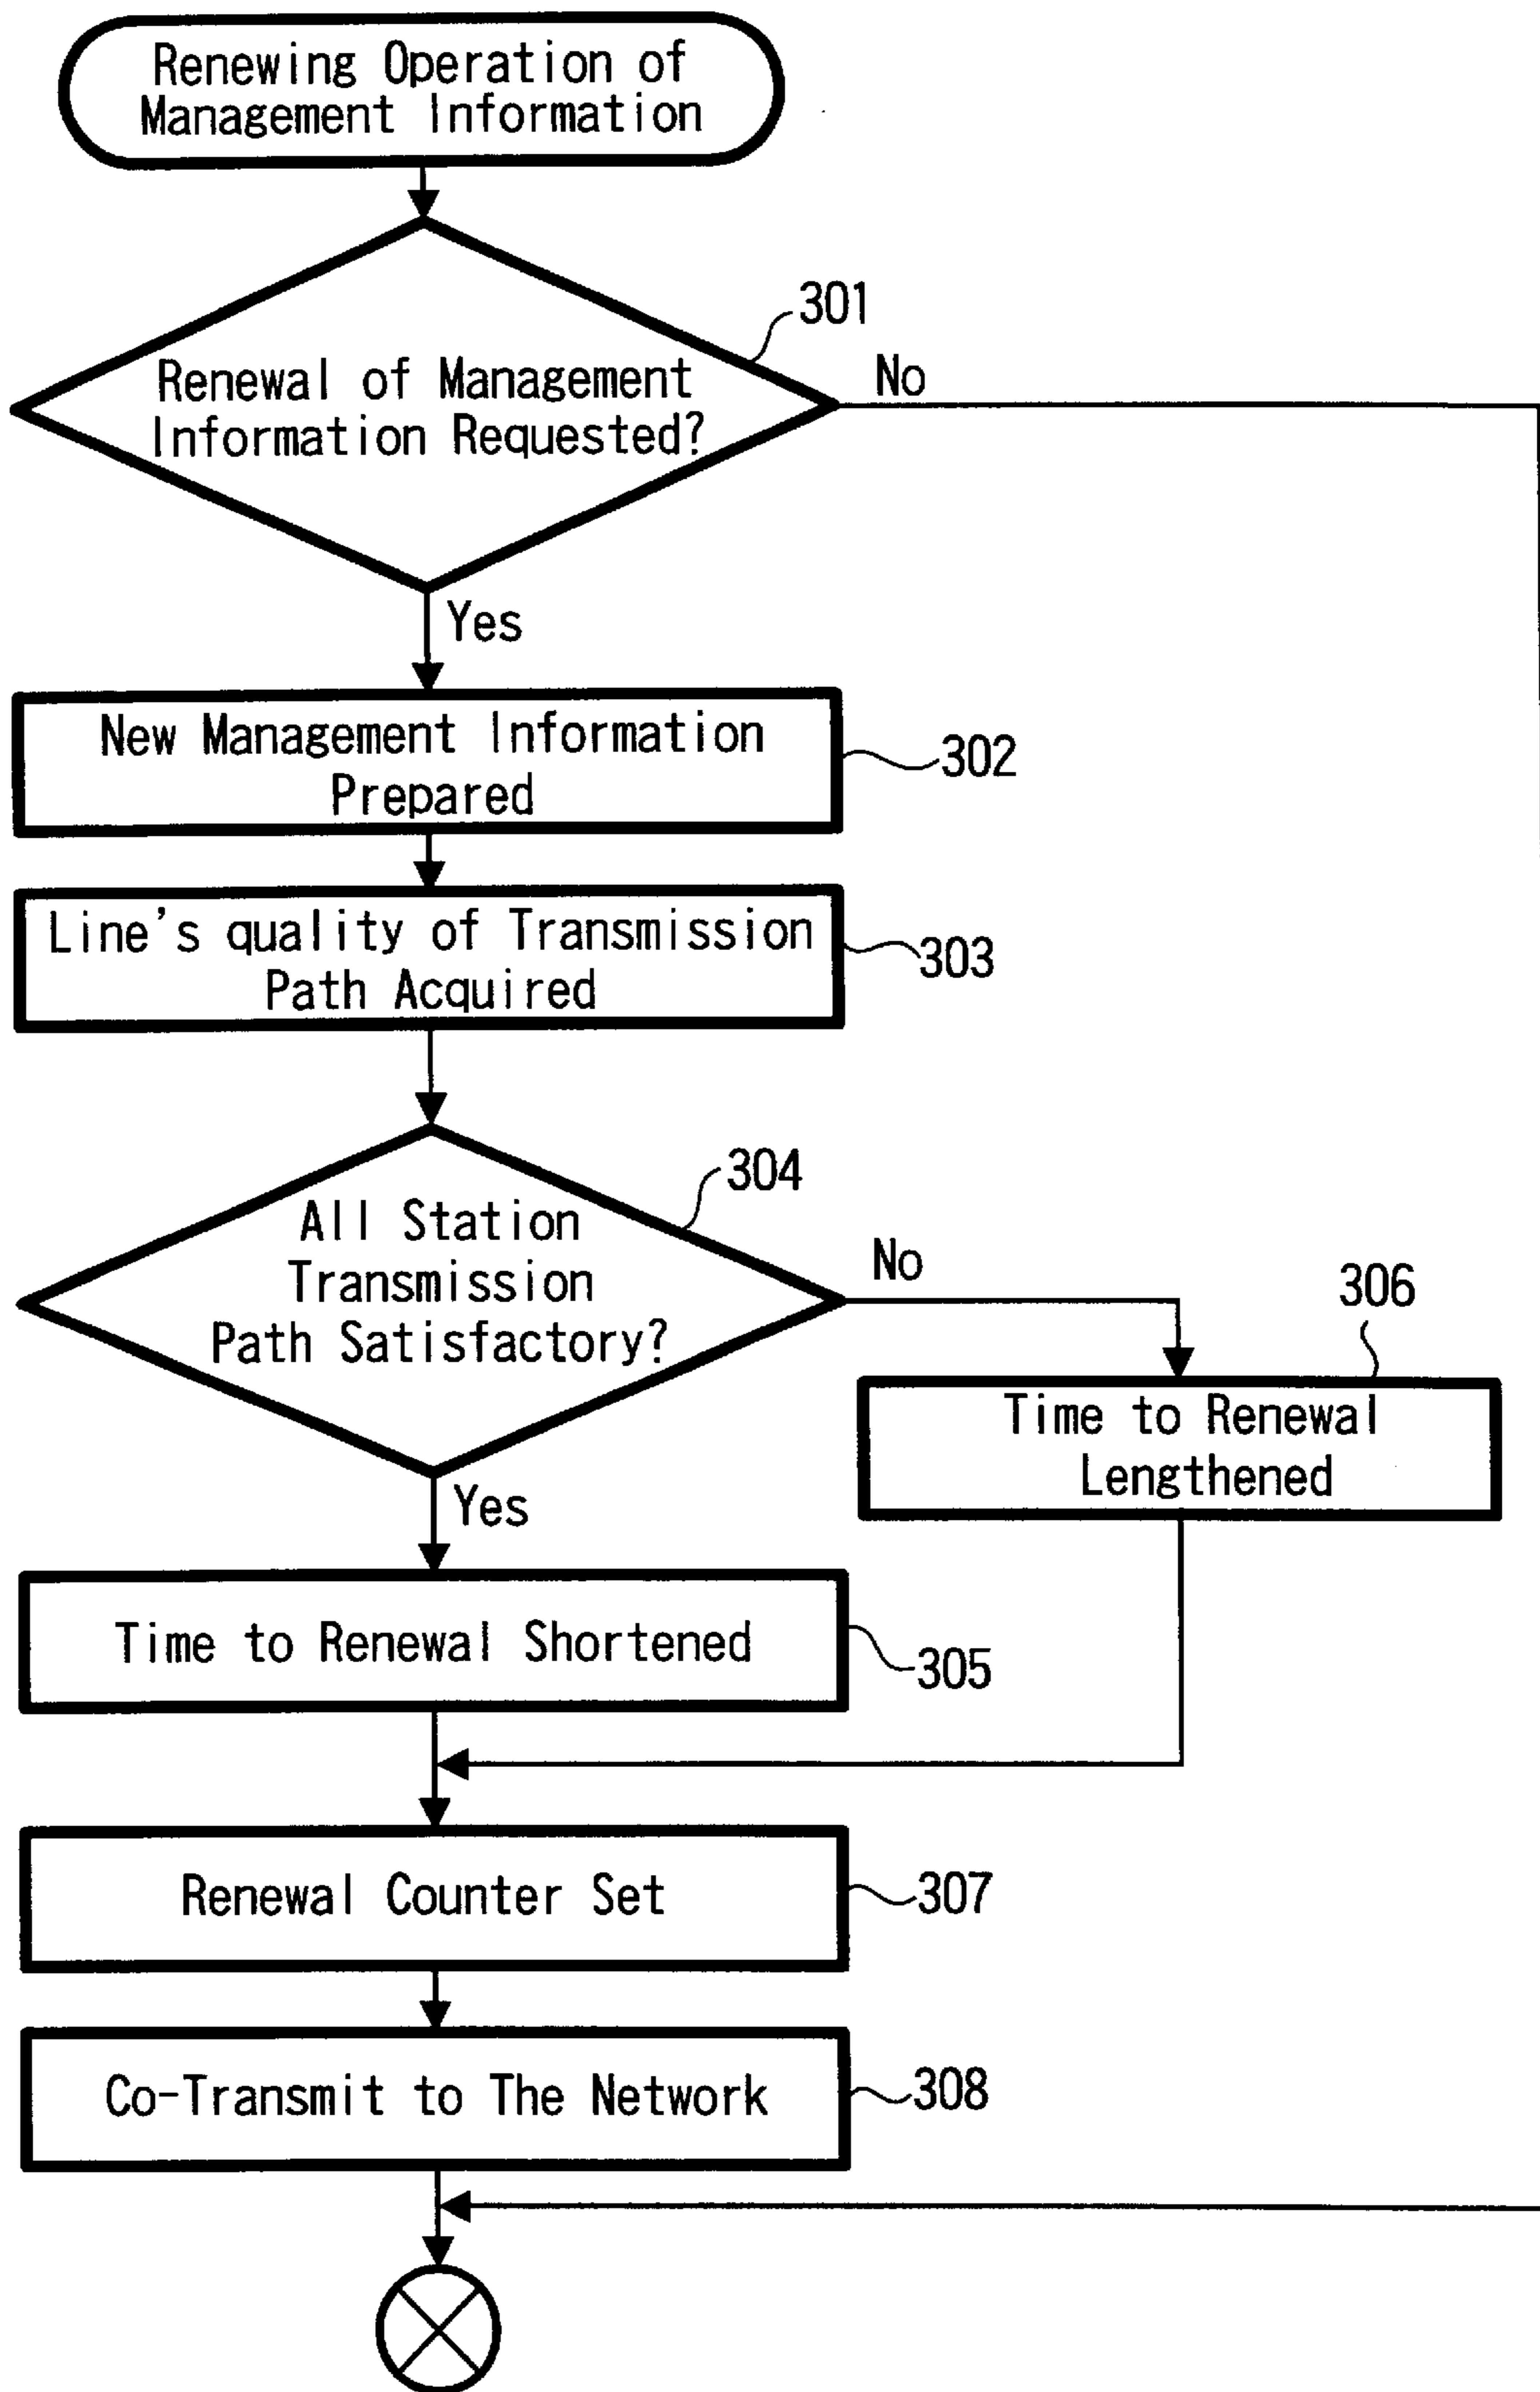 Renewing Operation of
Management Information
301
Renewal of Management
Information Requested?
No
Yes
New Management Information
Prepared
302
Line's quality of Transmission
Path Acquired
303
304
All Station
Transmission
Path Satisfactory?
No
306
Time to Renewal
Lengthened
Yes
Time to Renewal Shortened
305
Renewal Counter Set
307
Co-Transmit to The Network
308